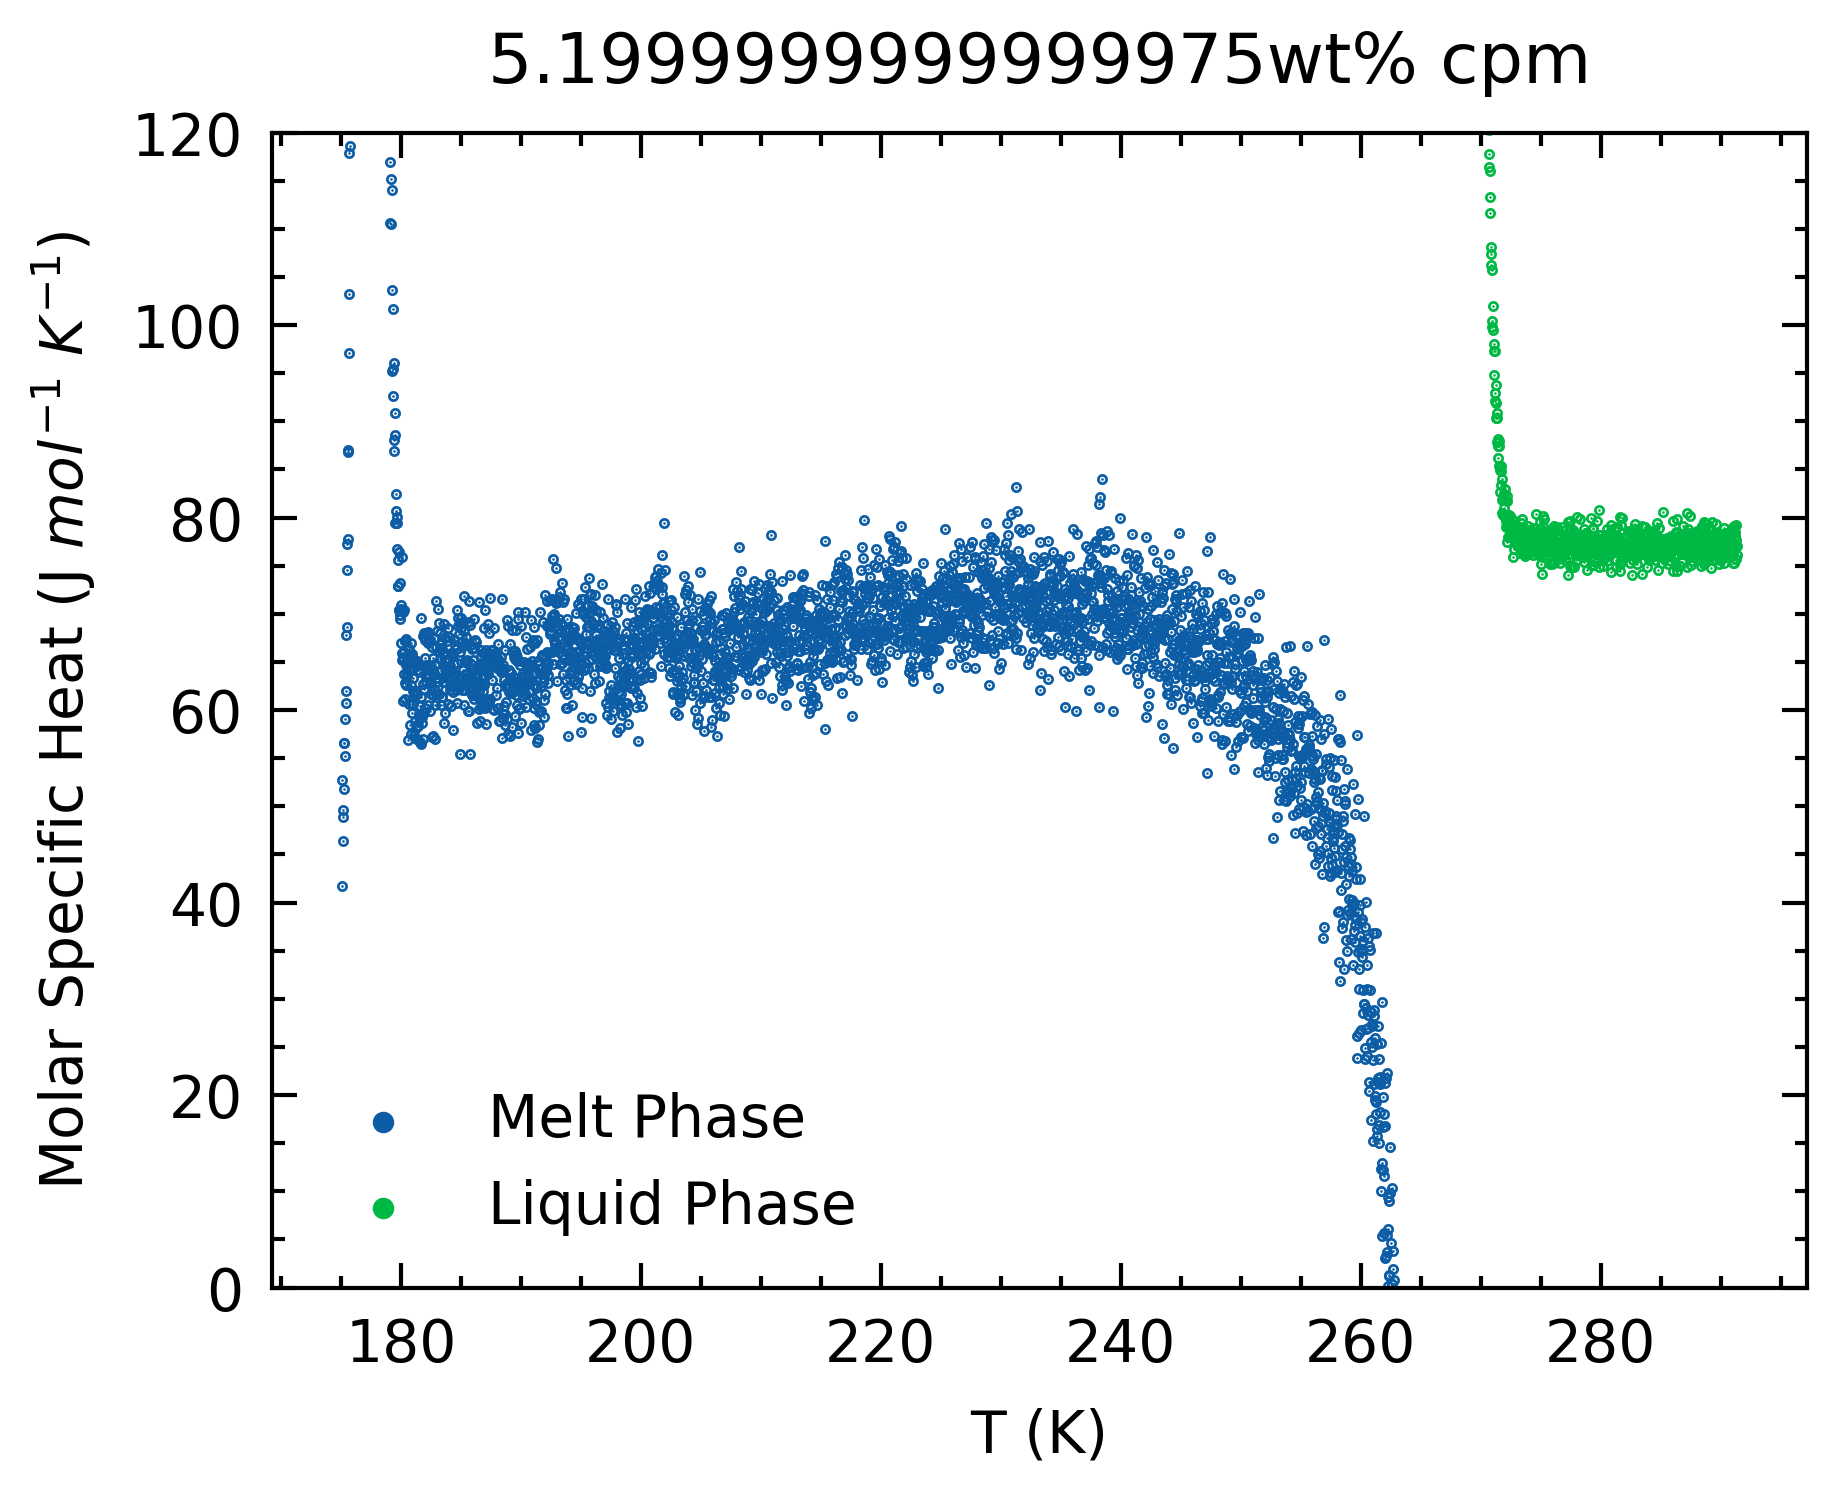 5.1999999999999975wt% cpm
120
100
80
60
40
20
0
Molar Specific Heat (J mol⁻¹ K⁻¹)
Melt Phase
Liquid Phase
180 200 220 240 260 280
T (K)